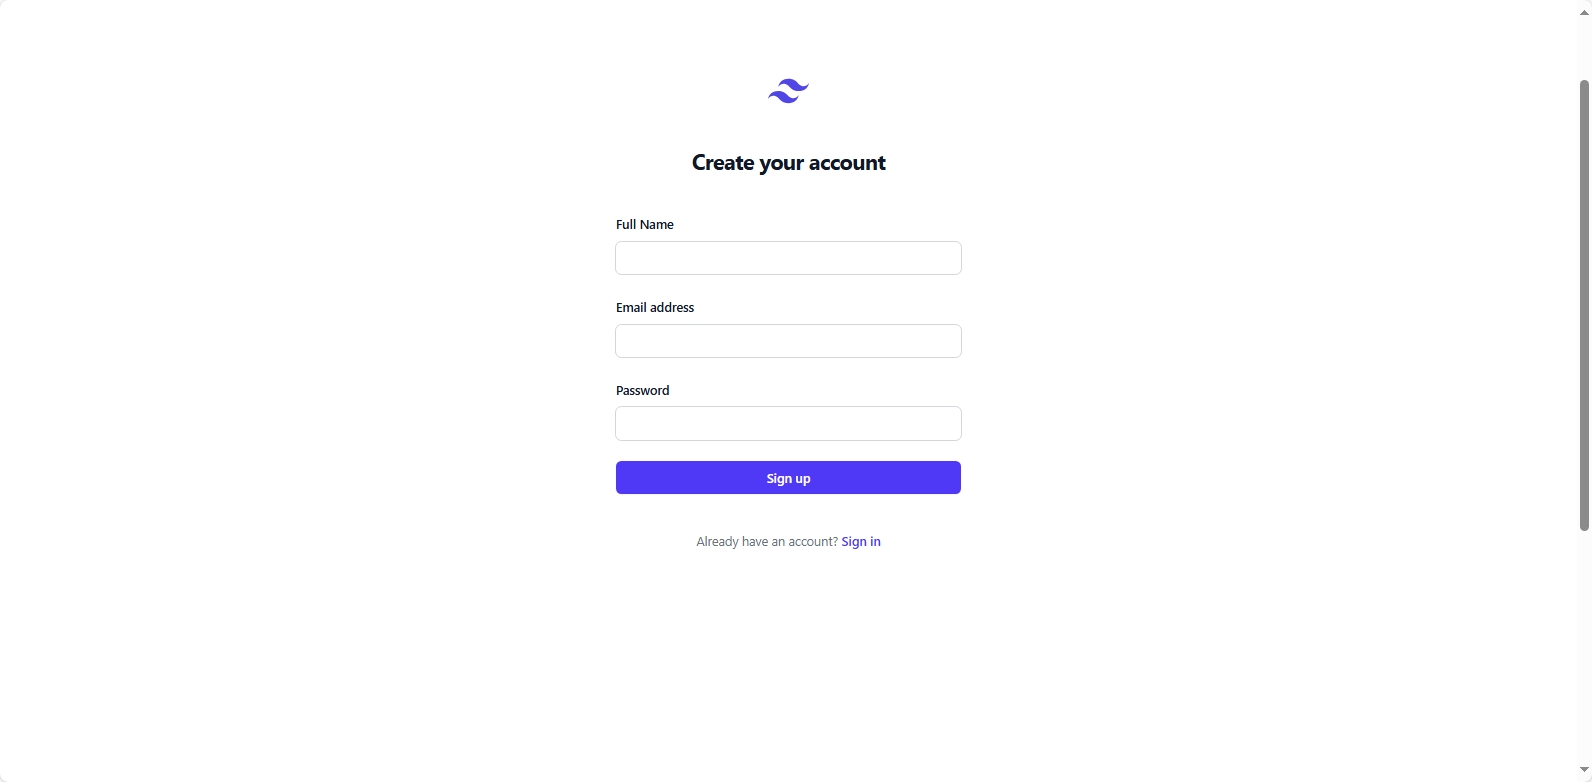 Create your account
Full Name
Email address
Password
Sign up
Already have an account? Sign in